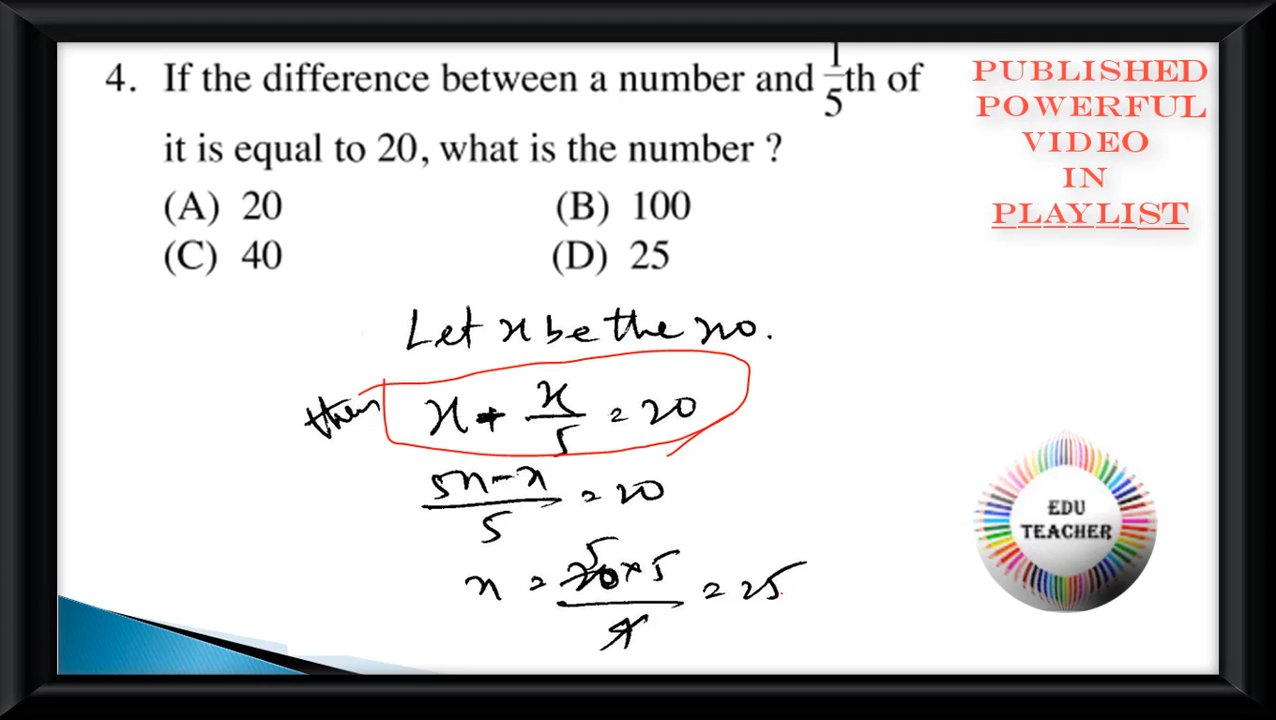 4. If the difference between a number and 1/5th of
it is equal to 20, what is the number ?
(A) 20 (B) 100
(C) 40 (D) 25
Let x be the no.
then x - x/5 = 20
5x-x/5 = 20
x = 20×5/4 = 25
5
PUBLISHED
POWERFUL
VIDEO
IN
PLAYLIST
EDU
TEACHER